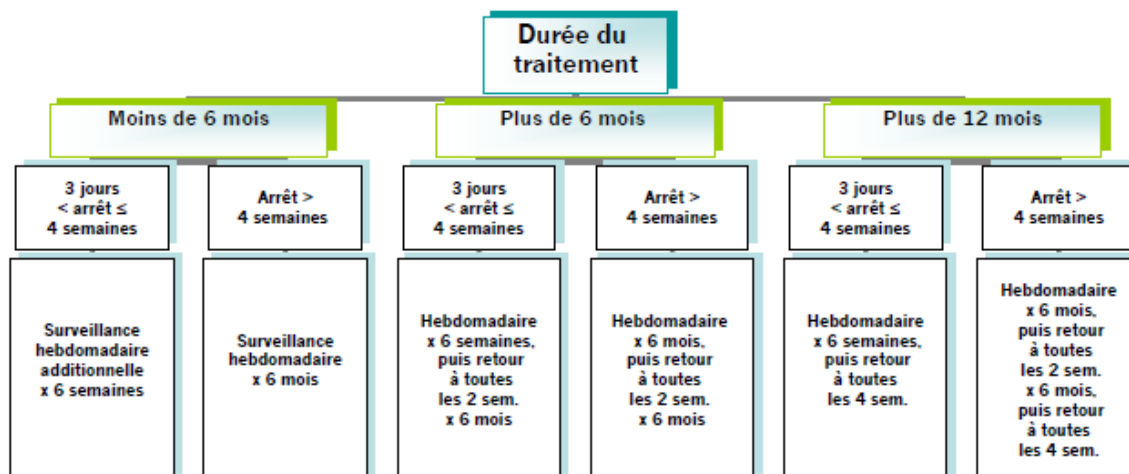 Durée du
traitement
Moins de 6 mois
Plus de 6 mois
Plus de 12 mois
3 jours
< arrêt ≤
4 semaines
Arrêt >
4 semaines
3 jours
< arrêt ≤
4 semaines
Arrêt >
4 semaines
3 jours
< arrêt ≤
4 semaines
Arrêt >
4 semaines
Surveillance
hebdomadaire
additionnelle
x 6 semaines
Surveillance
hebdomadaire
x 6 mois
Hebdomadaire
x 6 semaines,
puis retour
à toutes
les 2 sem.
x 6 mois
Hebdomadaire
x 6 mois,
puis retour
à toutes
les 2 sem.
x 6 mois
Hebdomadaire
x 6 semaines,
puis retour
à toutes
les 4 sem.
Hebdomadaire
x 6 mois,
puis retour
à toutes
les 2 sem.
x 6 mois,
puis retour
à toutes
les 4 sem.